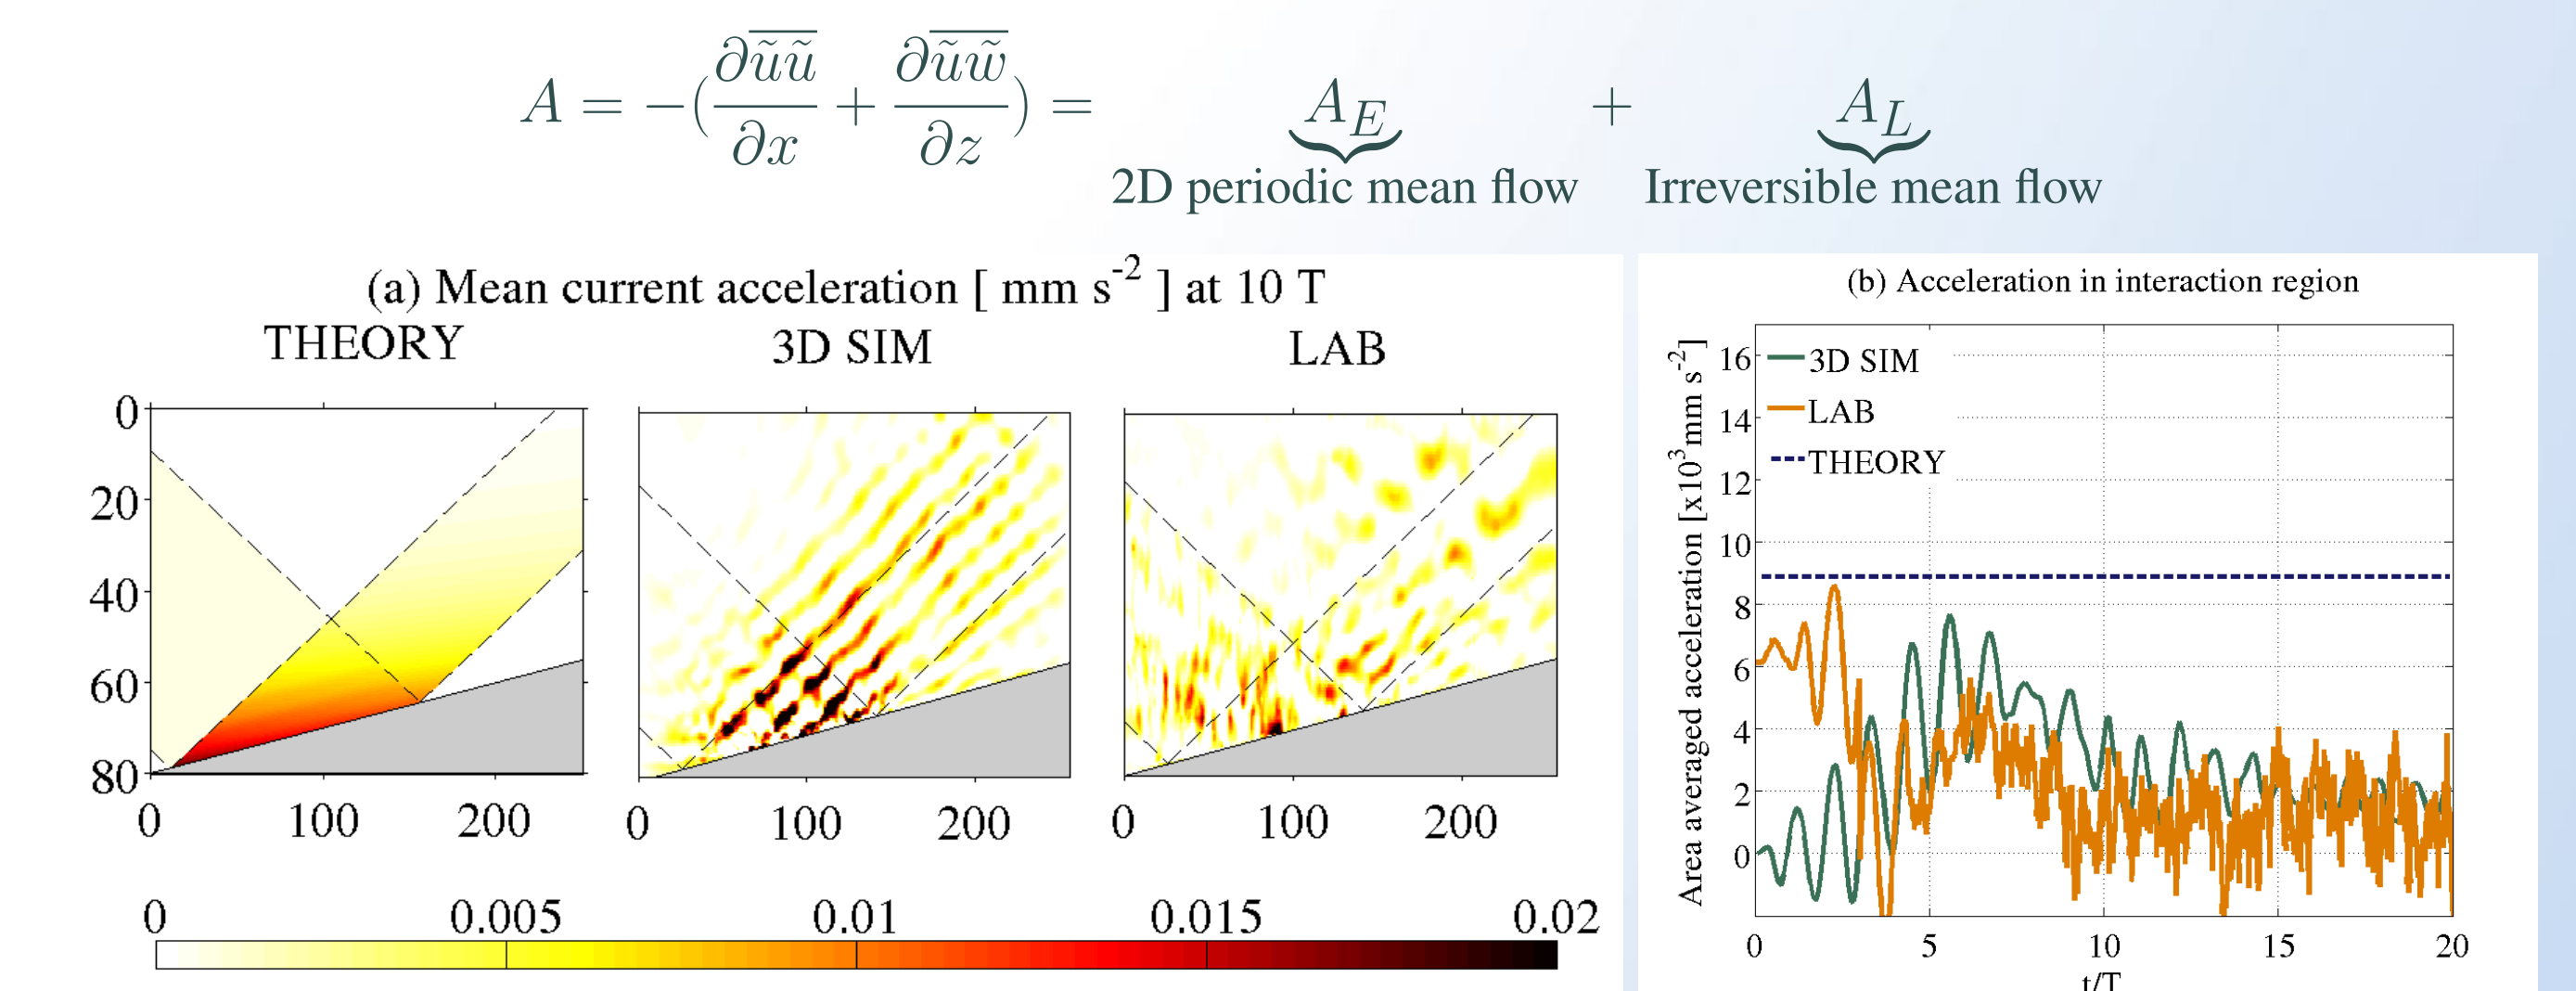 A = −(∂ũũ/∂x + ∂ũw̃/∂z) = A_E + A_L
2D periodic mean flow Irreversible mean flow
(a) Mean current acceleration [ mm s⁻² ] at 10 T
THEORY 3D SIM LAB
0
20
40
60
80
0 100 200
0 100 200
0 100 200
0 0.005 0.01 0.015 0.02
(b) Acceleration in interaction region
Area averaged acceleration [x10³mm s⁻²]
3D SIM
LAB
THEORY
16
14
12
10
8
6
4
2
0
0 5 10 15 20
t/T